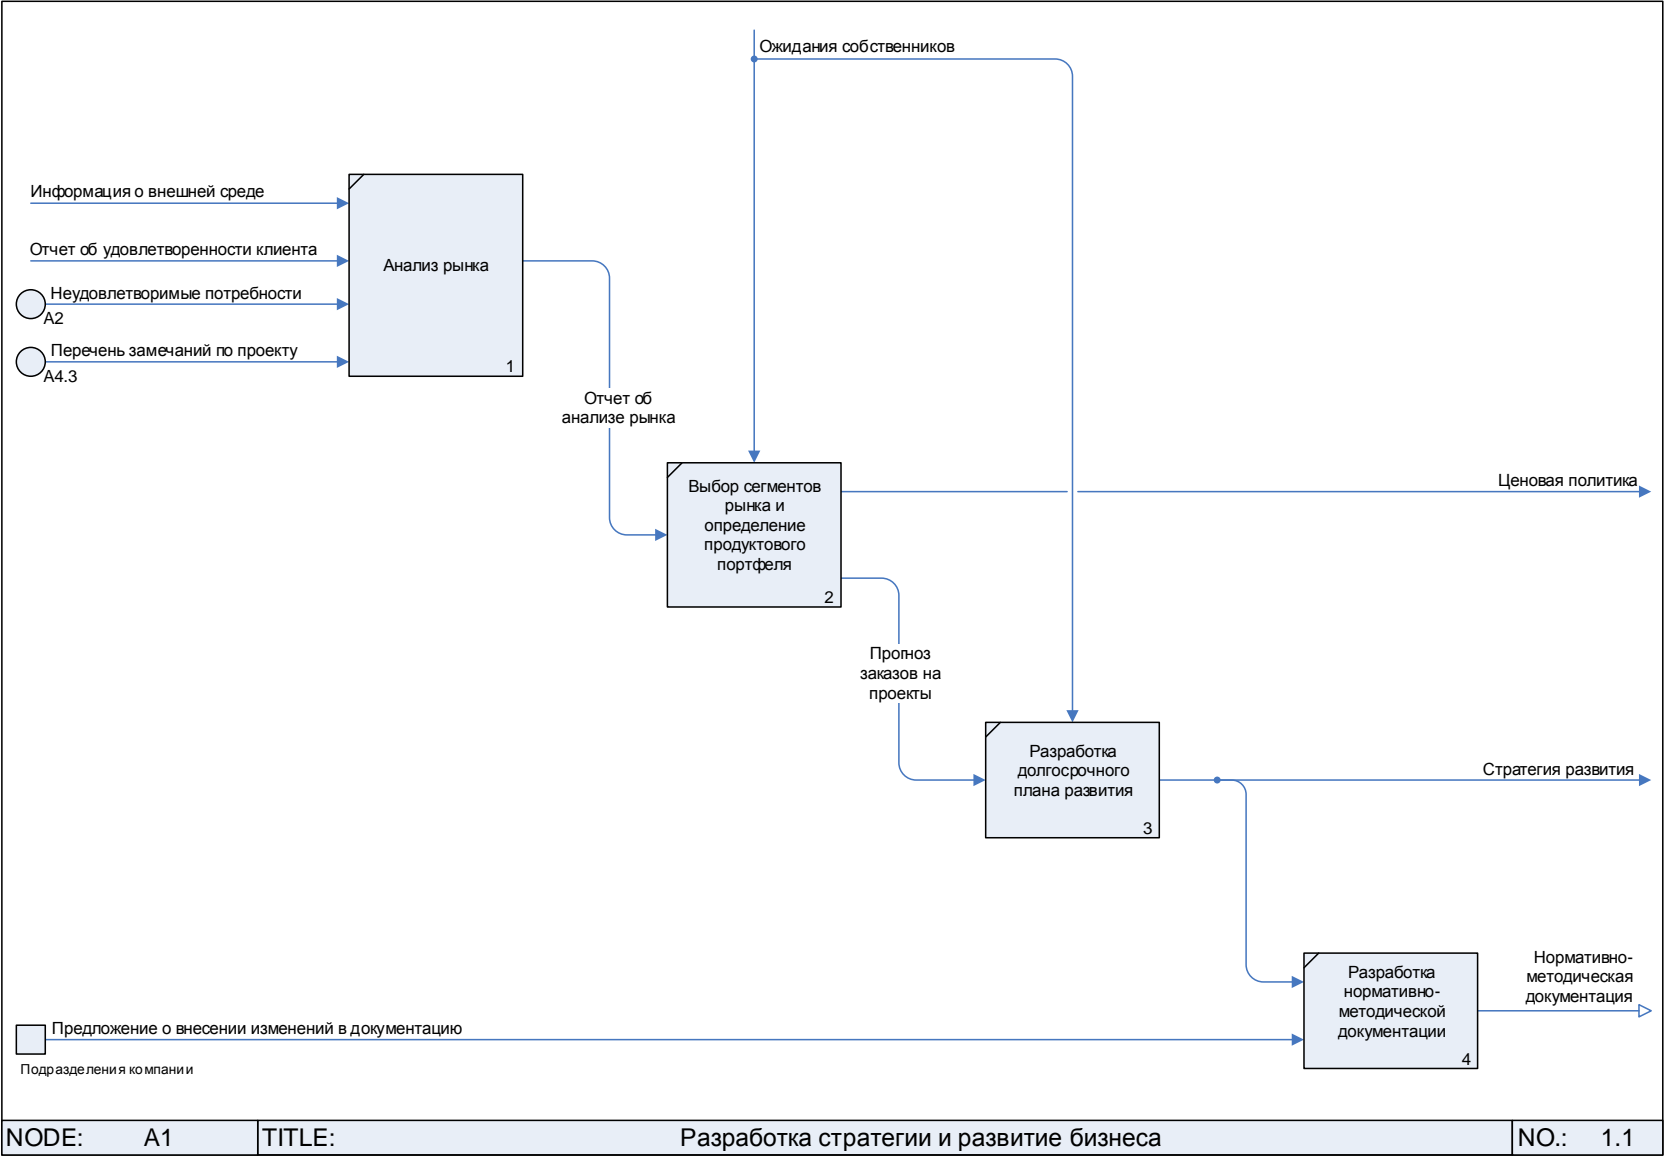 Ожидания собственников
Информация о внешней среде
Отчет об удовлетворенности клиента
Неудовлетворимые потребности
A2
Перечень замечаний по проекту
A4.3
Анализ рынка
1
Отчет об
анализе рынка
Выбор сегментов
рынка и
определение
продуктового
портфеля
2
Ценовая политика
Прогноз
заказов на
проекты
Разработка
долгосрочного
плана развития
3
Стратегия развития
Разработка
нормативно-
методической
документации
4
Нормативно-
методическая
документация
Предложение о внесении изменений в документацию
Подразделения компании
NODE: A1 TITLE: Разработка стратегии и развитие бизнеса NO.: 1.1